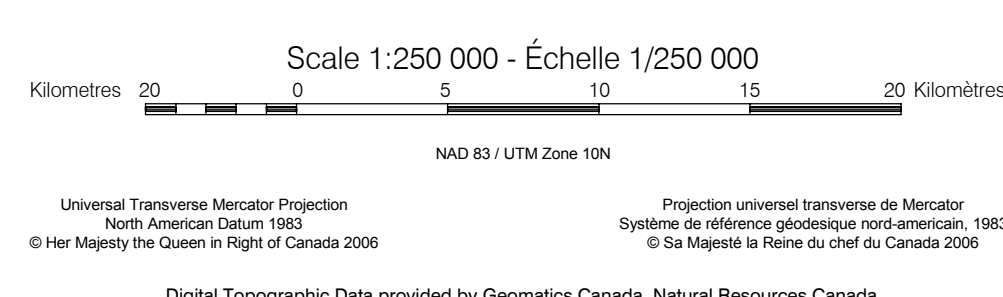 Scale 1:250 000 - Échelle 1/250 000
Kilometres 20 0 5 10 15 20 Kilomètres
NAD 83 / UTM Zone 10N
Universal Transverse Mercator Projection
North American Datum 1983
© Her Majesty the Queen in Right of Canada 2006
Projection universel transverse de Mercator
Système de référence géodesique nord-americain, 1983
© Sa Majesté la Reine du chef du Canada 2006
Digital Topographic Data provided by Geomatics Canada, Natural Resources Canada